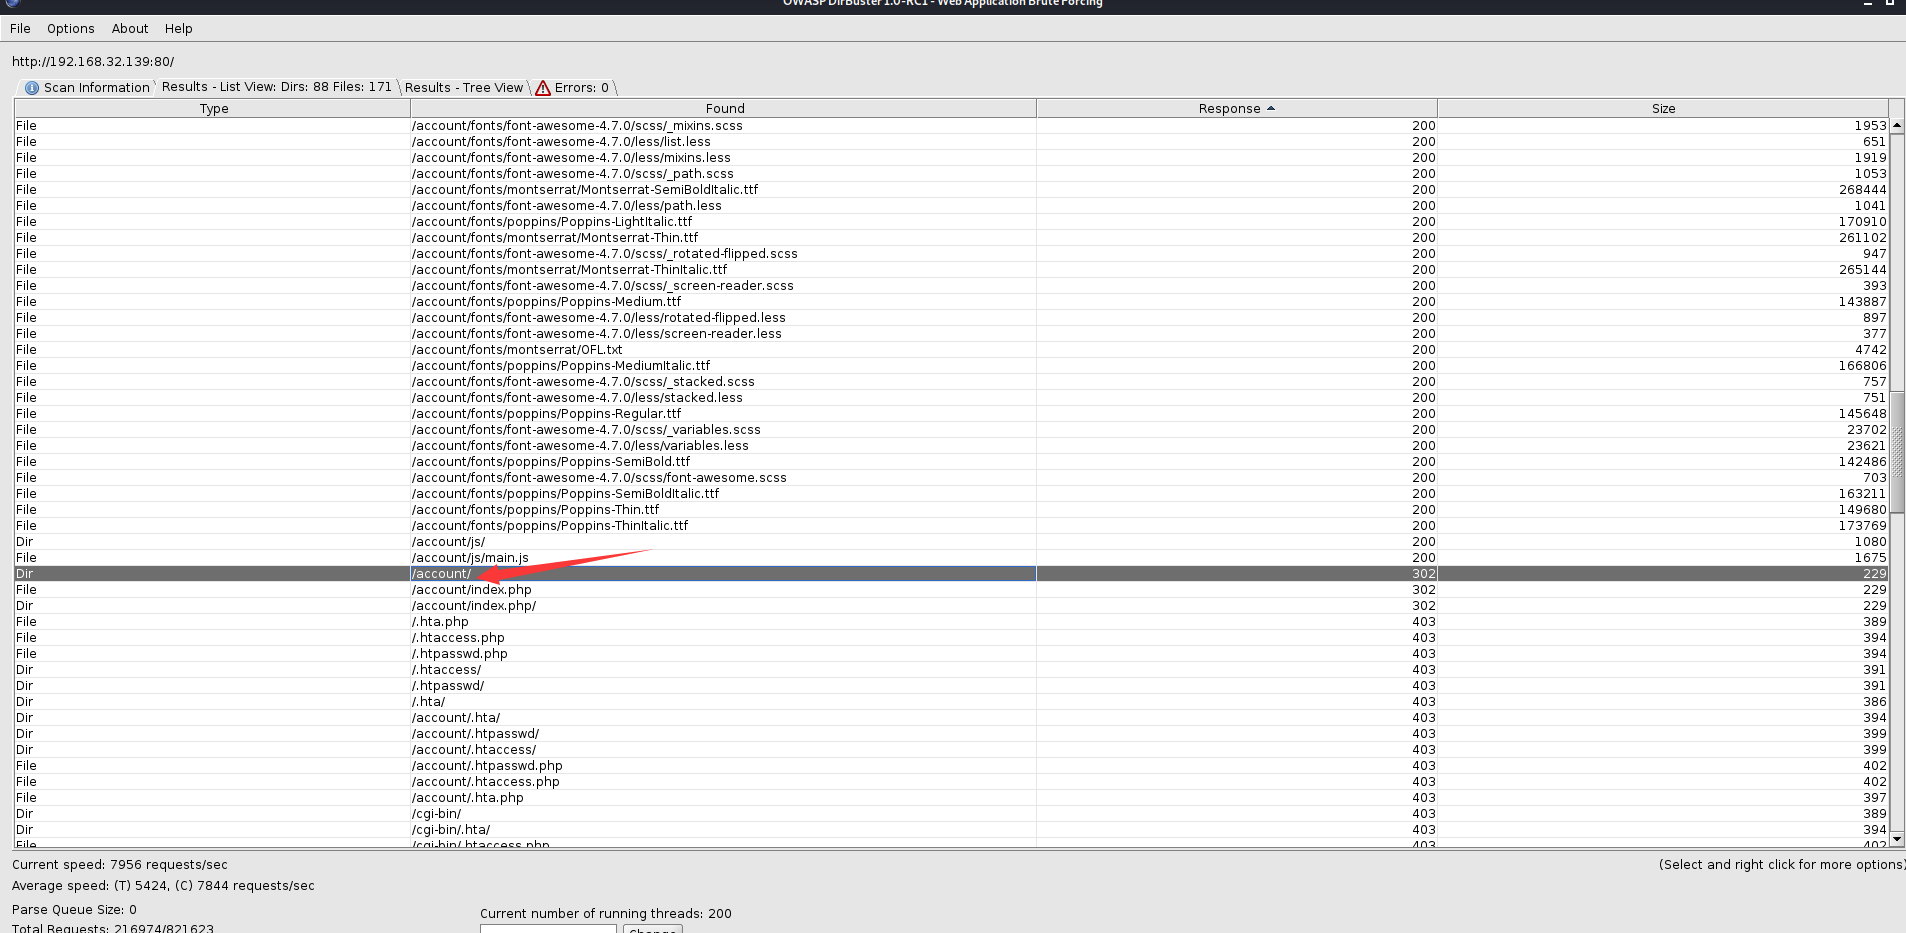 OWASP DirBuster 1.0-RC1 - Web Application Brute Forcing
File Options About Help
http://192.168.32.139:80/
Scan Information Results - List View: Dirs: 88 Files: 171 Results - Tree View Errors: 0
Type Found Response Size
File /account/fonts/font-awesome-4.7.0/scss/_mixins.scss 200 1953
File /account/fonts/font-awesome-4.7.0/less/list.less 200 651
File /account/fonts/font-awesome-4.7.0/less/mixins.less 200 1919
File /account/fonts/font-awesome-4.7.0/scss/_path.scss 200 1053
File /account/fonts/montserrat/Montserrat-SemiBoldItalic.ttf 200 268444
File /account/fonts/font-awesome-4.7.0/less/path.less 200 1041
File /account/fonts/poppins/Poppins-LightItalic.ttf 200 170910
File /account/fonts/montserrat/Montserrat-Thin.ttf 200 261102
File /account/fonts/font-awesome-4.7.0/scss/_rotated-flipped.scss 200 947
File /account/fonts/montserrat/Montserrat-ThinItalic.ttf 200 265144
File /account/fonts/font-awesome-4.7.0/scss/_screen-reader.scss 200 393
File /account/fonts/poppins/Poppins-Medium.ttf 200 143887
File /account/fonts/font-awesome-4.7.0/less/rotated-flipped.less 200 897
File /account/fonts/font-awesome-4.7.0/less/screen-reader.less 200 377
File /account/fonts/montserrat/OFL.txt 200 4742
File /account/fonts/poppins/Poppins-MediumItalic.ttf 200 166806
File /account/fonts/font-awesome-4.7.0/scss/_stacked.scss 200 757
File /account/fonts/font-awesome-4.7.0/less/stacked.less 200 751
File /account/fonts/poppins/Poppins-Regular.ttf 200 145648
File /account/fonts/font-awesome-4.7.0/scss/_variables.scss 200 23702
File /account/fonts/font-awesome-4.7.0/less/variables.less 200 23621
File /account/fonts/poppins/Poppins-SemiBold.ttf 200 142486
File /account/fonts/font-awesome-4.7.0/scss/font-awesome.scss 200 703
File /account/fonts/poppins/Poppins-SemiBoldItalic.ttf 200 163211
File /account/fonts/poppins/Poppins-Thin.ttf 200 149680
File /account/fonts/poppins/Poppins-ThinItalic.ttf 200 173769
Dir /account/js/ 200 1080
File /account/js/main.js 200 1675
Dir /account/ 302 229
File /account/index.php 302 229
Dir /account/index.php/ 302 229
File /.hta.php 403 389
File /.htaccess.php 403 394
File /.htpasswd.php 403 394
Dir /.htaccess/ 403 391
Dir /.htpasswd/ 403 391
Dir /.hta/ 403 386
Dir /account/.hta/ 403 394
Dir /account/.htpasswd/ 403 399
Dir /account/.htaccess/ 403 399
File /account/.htpasswd.php 403 402
File /account/.htaccess.php 403 402
File /account/.hta.php 403 397
Dir /cgi-bin/ 403 389
Dir /cgi-bin/.hta/ 403 394
File /cgi-bin/.htaccess.php 403 402
Current speed: 7956 requests/sec (Select and right click for more options)
Average speed: (T) 5424, (C) 7844 requests/sec
Parse Queue Size: 0
Current number of running threads: 200
Total Requests: 216974/821623
Change